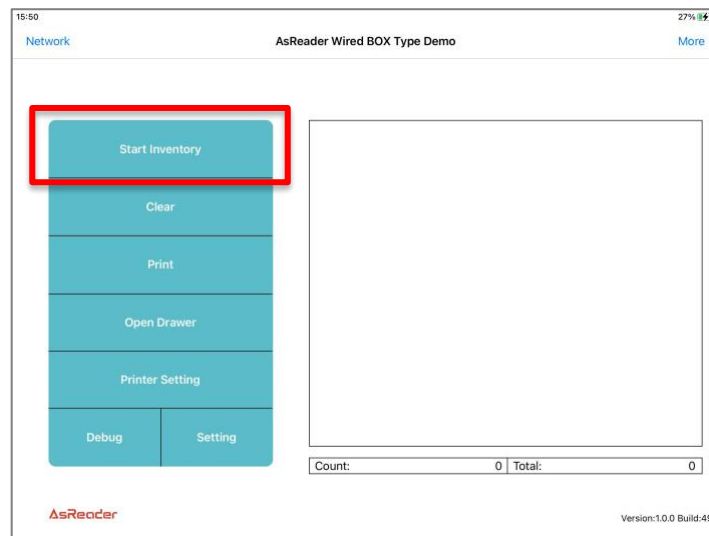 15:50 27%
Network AsReader Wired BOX Type Demo More
Start Inventory
Clear
Print
Open Drawer
Printer Setting
Debug Setting
Count: 0 Total: 0
AsReader
Version:1.0.0 Build:49